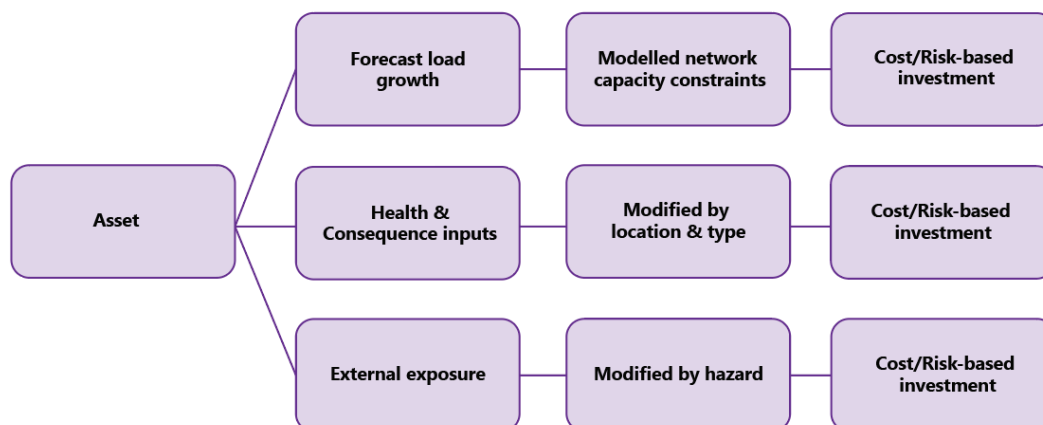 Forecast load
growth
Modelled network
capacity constraints
Cost/Risk-based
investment
Asset
Health &
Consequence inputs
Modified by
location & type
Cost/Risk-based
investment
External exposure
Modified by hazard
Cost/Risk-based
investment